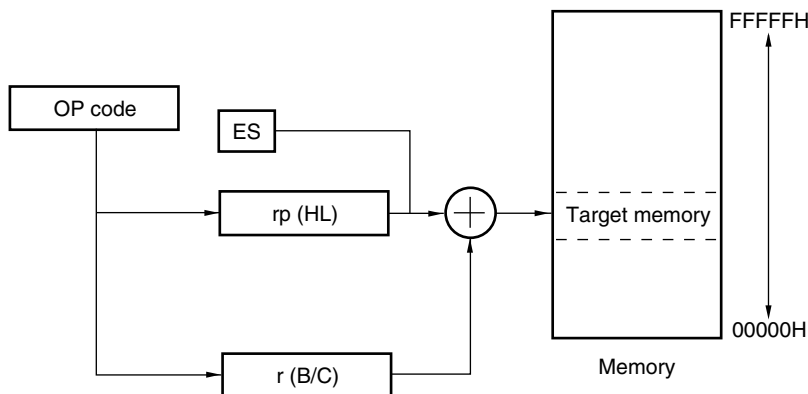 FFFFFH
OP code
ES
rp (HL)
Target memory
r (B/C)
00000H
Memory